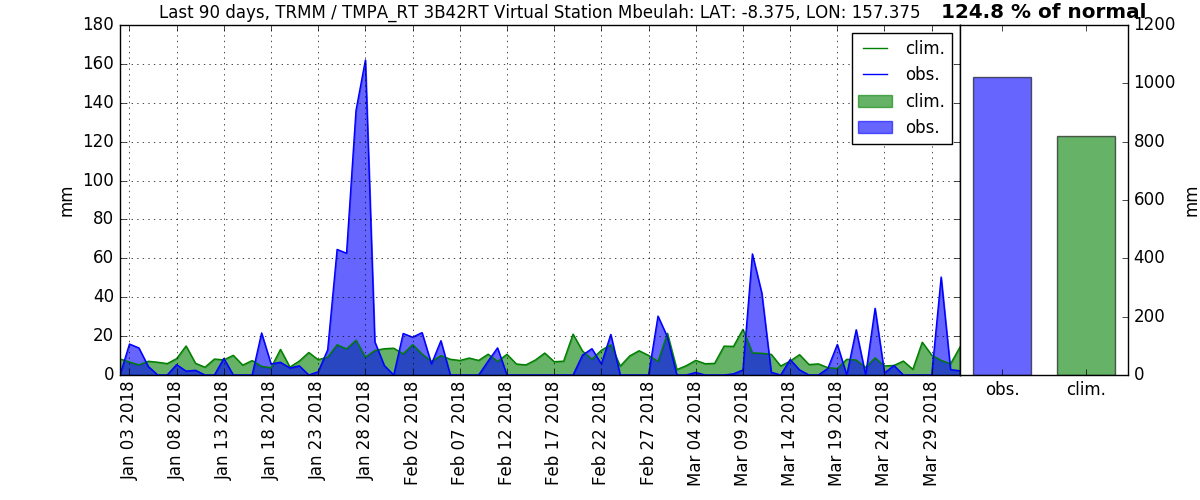 Last 90 days, TRMM / TMPA_RT 3B42RT Virtual Station Mbeulah: LAT: -8.375, LON: 157.375
124.8 % of normal
180
160
140
120
100
80
60
40
20
0
mm
clim.
obs.
clim.
obs.
Jan 03 2018
Jan 08 2018
Jan 13 2018
Jan 18 2018
Jan 23 2018
Jan 28 2018
Feb 02 2018
Feb 07 2018
Feb 12 2018
Feb 17 2018
Feb 22 2018
Feb 27 2018
Mar 04 2018
Mar 09 2018
Mar 14 2018
Mar 19 2018
Mar 24 2018
Mar 29 2018
1200
1000
800
600
400
200
0
mm
obs.
clim.